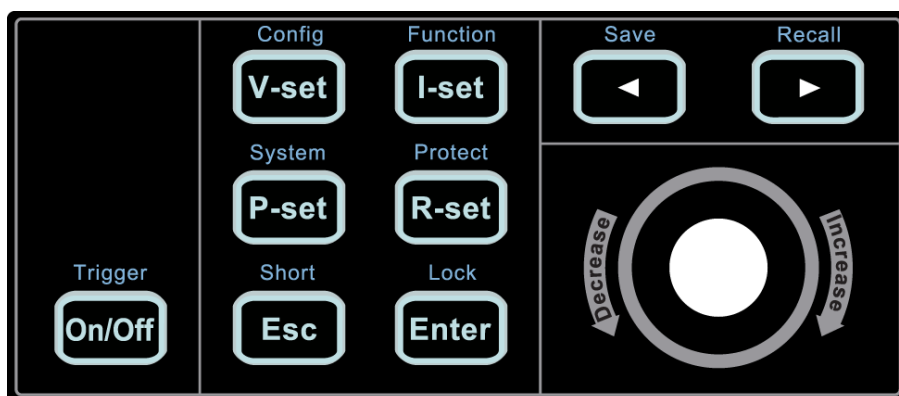 Config Function Save Recall
V-set I-set ◄ ►
System Protect
P-set R-set
Decrease Increase
Trigger Short Lock
On/Off Esc Enter